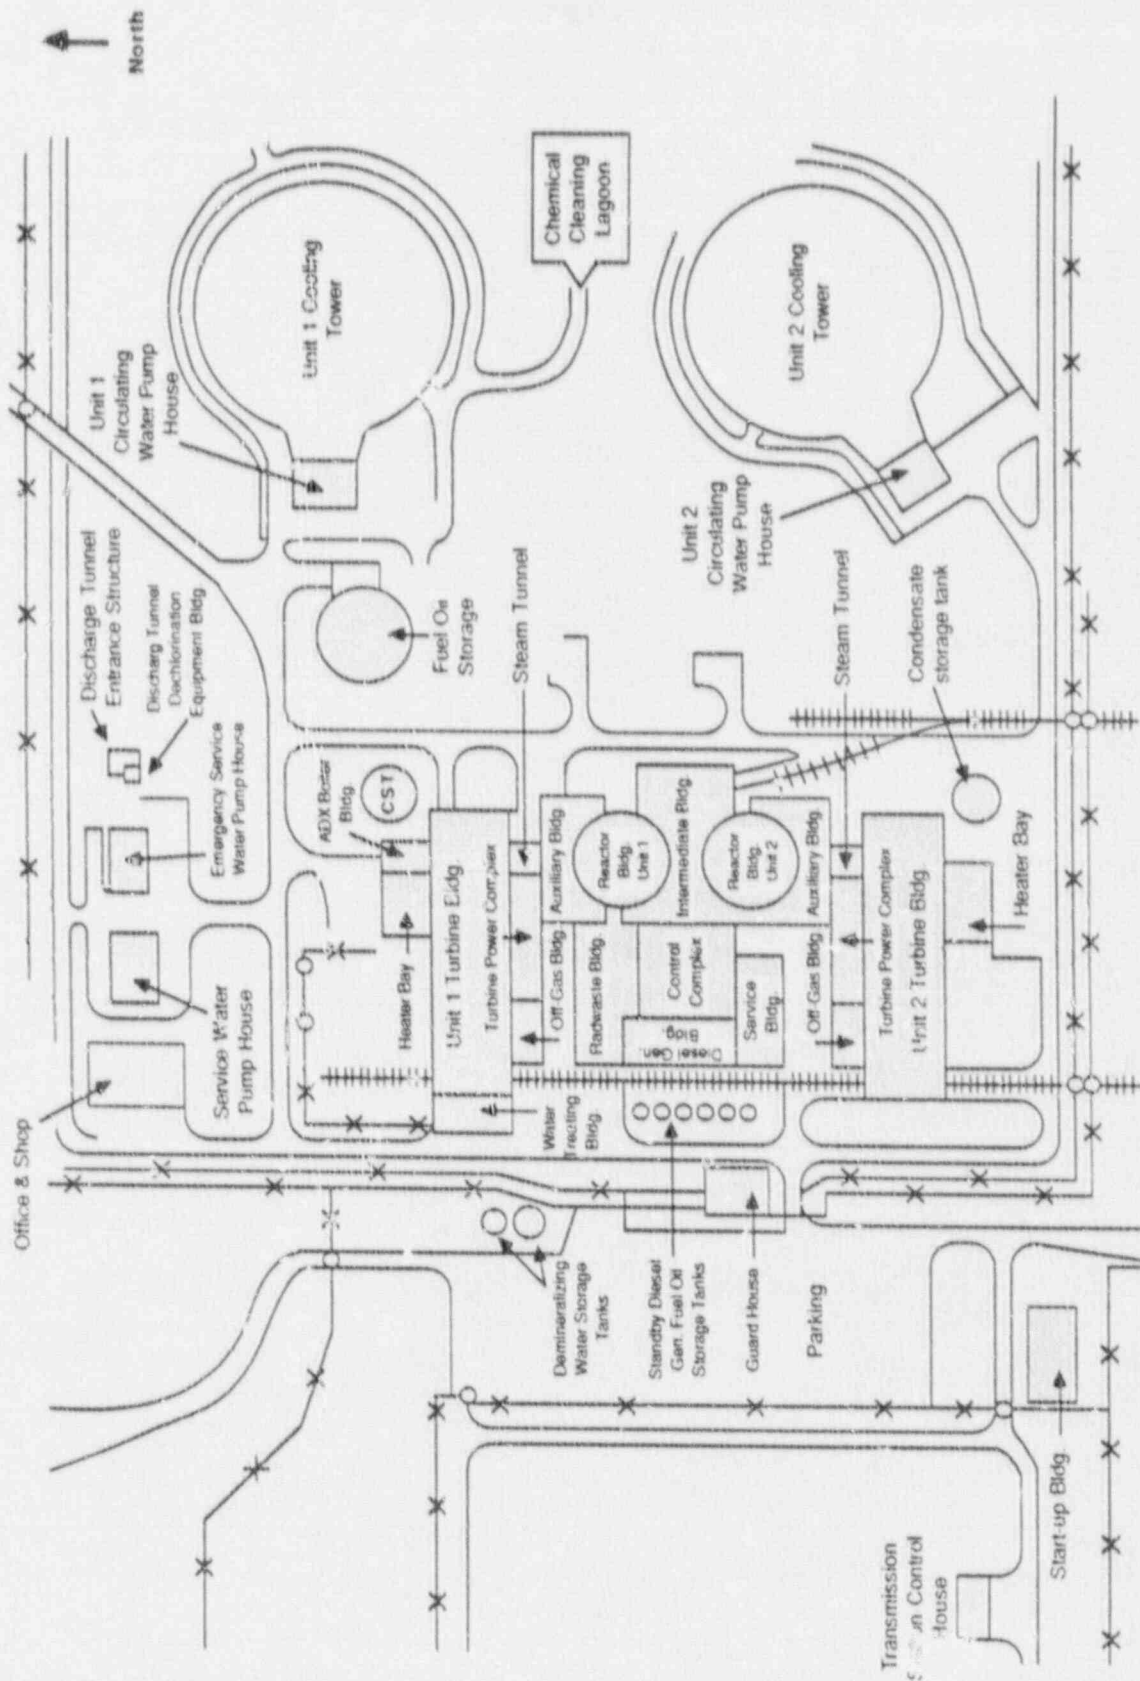 North
Unit 1
Circulating
Water Pump
House
Unit 1 Cooling
Tower
Chemical
Cleaning
Lagoon
Unit 2 Cooling
Tower
Unit 2
Circulating
Water Pump
House
Discharge Tunnel
Entrance Structure
Discharg Tunnel
Dachlorination
Equipment Bldg.
Emergency Service
Water Pump House
Fuel Oil
Storage
Steam Tunnel
Steam Tunnel
Condensate
storage tank
Bldg.
CST
Office & Shop
Service Water
Pump House
Heater Bay
Unit 1 Turbine Bldg
Turbine Power Complex
Auxiliary Bldg
Reactor
Bldg.
Unit 1
Intermediate Bldg.
Reactor
Bldg.
Unit 2
Auxiliary Bldg.
Off-Gas Bldg.
Radwaste Bldg.
Control
Complex
Diesel Gen.
Bldg.
Service
Bldg.
Off-Gas Bldg
Turbine Power Complex
Unit 2 Turbine Bldg.
Heater Bay
Water
Treating
Bldg.
Demineralizing
Water Storage
Tanks
Standby Diesel
Gen. Fuel Oil
Storage Tanks
Guard House
Parking
Transmission
Control
House
Start-up Bldg.